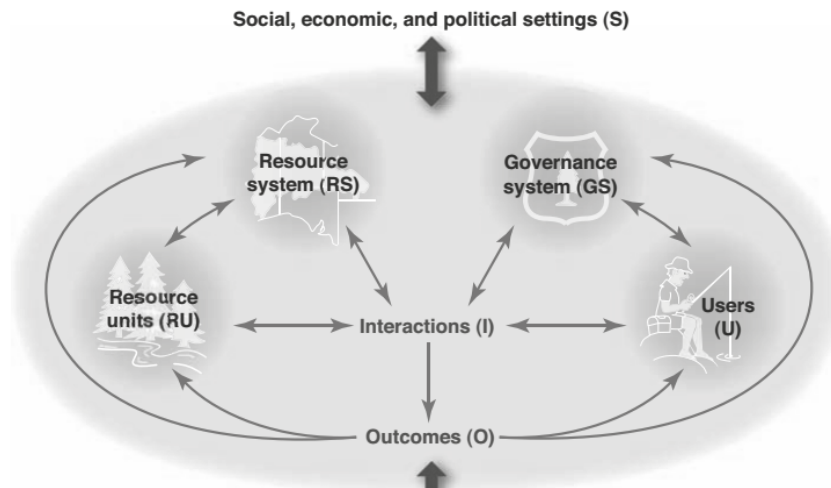 Social, economic, and political settings (S)
Resource
system (RS)
Governance
system (GS)
Resource
units (RU)
Interactions (I)
Users
(U)
Outcomes (O)